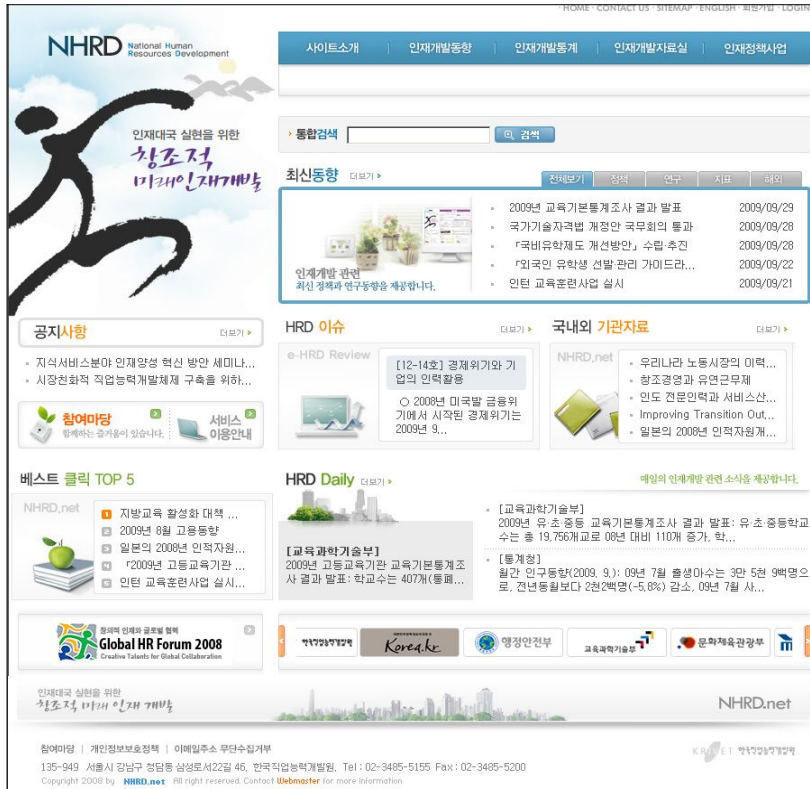 · HOME · CONTACT US · SITEMAP · ENGLISH · 회원가입 · LOGIN
NHRD National Human
Resources Development
사이트소개 | 인재개발동향 | 인재개발통계 | 인재개발자료실 | 인재정책사업
인재대국 실현을 위한
창조적
미래인재개발
통합검색 검색
최신동향 더보기
전체보기 정책 연구 지표 해외
2009년 교육기본통계조사 결과 발표 2009/09/29
국가기술자격법 개정안 국무회의 통과 2009/09/28
「국비유학제도 개선방안」 수립·추진 2009/09/28
「외국인 유학생 선발·관리 가이드라... 2009/09/22
인턴 교육훈련사업 실시 2009/09/21
인재개발 관련
최신 정책과 연구동향을 제공합니다.
공지사항 더보기
지식서비스분야 인재양성 혁신 방안 세미나...
시장친화적 직업능력개발체제 구축을 위하...
참여마당
함께하는 즐거움이 있습니다.
서비스
이용안내
HRD 이슈 더보기
e-HRD Review
[12-14호] 경제위기와 기
업의 인력활용
○ 2008년 미국발 금융위
기에서 시작된 경제위기는
2009년 9...
국내외 기관자료 더보기
NHRD.net
우리나라 노동시장의 이력...
창조경영과 유연근무제
인도 전문인력과 서비스산...
Improving Transition Out...
일본의 2008년 인적자원개...
베스트 클릭 TOP 5
NHRD.net
1 지방교육 활성화 대책 ...
2 2009년 8월 고용동향
3 일본의 2008년 인적자원...
4 「2009년 고등교육기관 ...
5 인턴 교육훈련사업 실시...
HRD Daily 더보기
매일의 인재개발 관련 소식을 제공합니다.
[교육과학기술부]
2009년 고등교육기관 교육기본통계조
사 결과 발표: 학교수는 407개(통폐...
[교육과학기술부]
2009년 유·초·중등 교육기본통계조사 결과 발표: 유·초·중등학교
수는 총 19,756개교로 08년 대비 110개 증가, 학...
[통계청]
월간 인구동향(2009. 9.): 09년 7월 출생아수는 3만 5천 9백명으
로, 전년동월보다 2천2백명(-5.8%) 감소, 09년 7월 사...
창의적 인재와 글로벌 협력
Global HR Forum 2008
Creative Talents for Global Collaboration
한국직업능력개발원
Korea.kr
행정안전부
교육과학기술부
문화체육관광부
인재대국 실현을 위한
창조적 미래 인재 개발
NHRD.net
참여마당 | 개인정보보호정책 | 이메일주소 무단수집거부
135-949 서울시 강남구 청담동 삼성로서22길 46, 한국직업능력개발원, Tel : 02-3485-5155 Fax : 02-3485-5200
Copyright 2008 by NHRD.net All right reserved. Contact Webmaster for more information
KRIVET 한국직업능력개발원